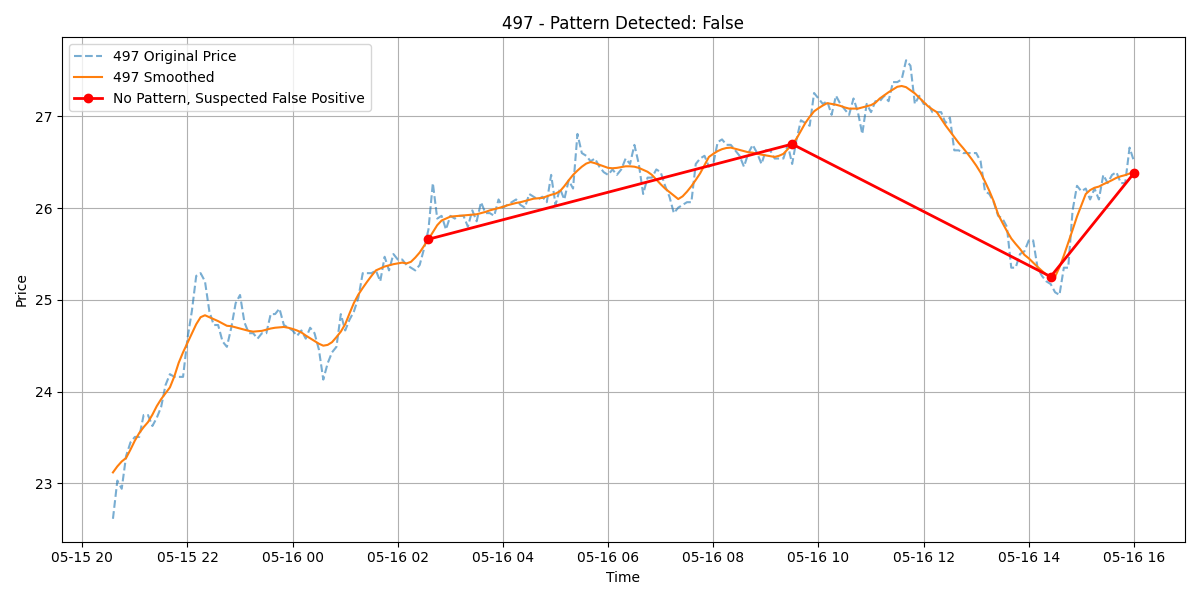 497 - Pattern Detected: False
497 Original Price
497 Smoothed
No Pattern, Suspected False Positive
Price
27
26
25
24
23
05-15 20 05-15 22 05-16 00 05-16 02 05-16 04 05-16 06 05-16 08 05-16 10 05-16 12 05-16 14 05-16 16
Time